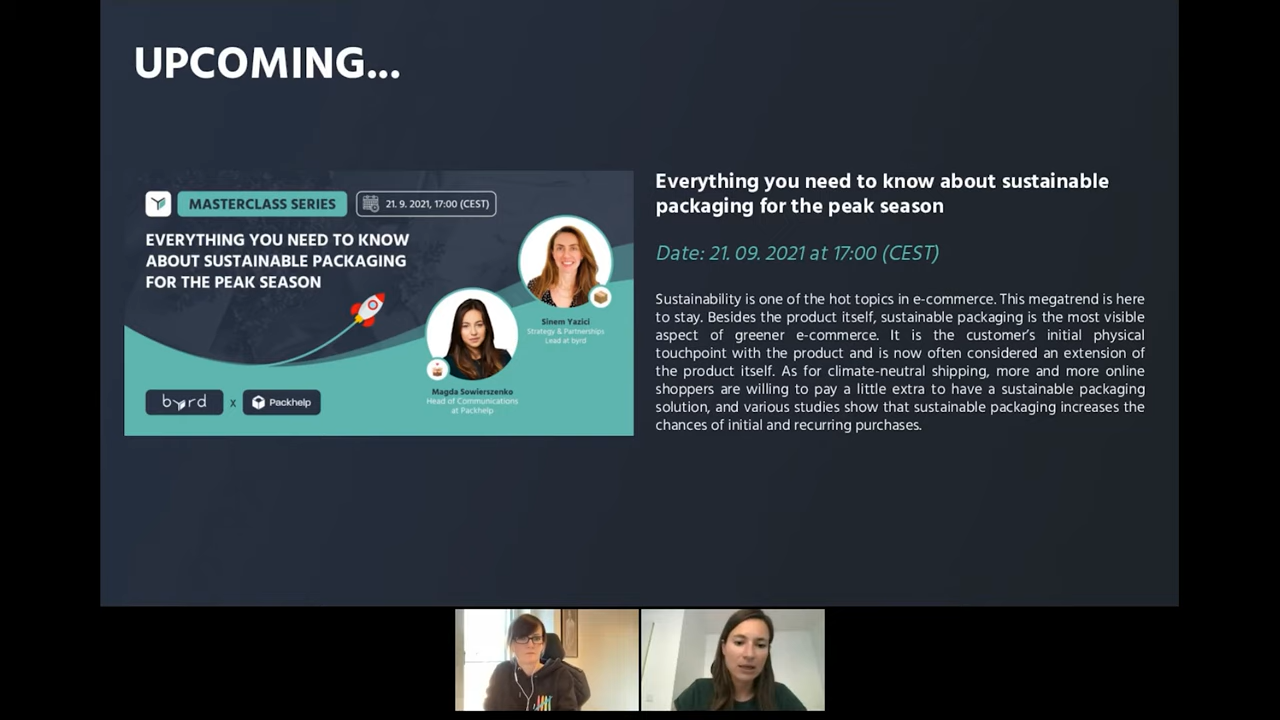 UPCOMING...
MASTERCLASS SERIES
21. 9. 2021, 17:00 (CEST)
EVERYTHING YOU NEED TO KNOW
ABOUT SUSTAINABLE PACKAGING
FOR THE PEAK SEASON
Sinem Yazici
Strategy & Partnerships
Lead at byrd
Magda Sowierszenko
Head of Communications
at Packhelp
byrd x Packhelp
Everything you need to know about sustainable
packaging for the peak season
Date: 21. 09. 2021 at 17:00 (CEST)
Sustainability is one of the hot topics in e-commerce. This megatrend is here
to stay. Besides the product itself, sustainable packaging is the most visible
aspect of greener e-commerce. It is the customer's initial physical
touchpoint with the product and is now often considered an extension of
the product itself. As for climate-neutral shipping, more and more online
shoppers are willing to pay a little extra to have a sustainable packaging
solution, and various studies show that sustainable packaging increases the
chances of initial and recurring purchases.